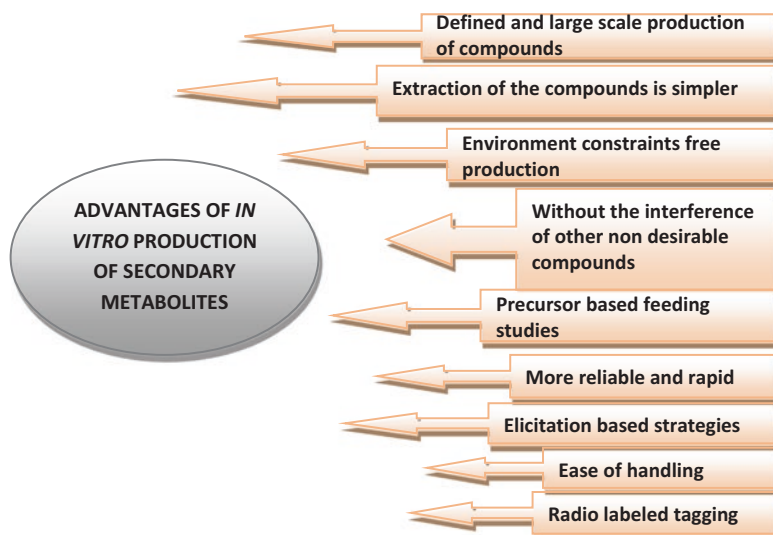 ADVANTAGES OF IN
VITRO PRODUCTION
OF SECONDARY
METABOLITES
Defined and large scale production
of compounds
Extraction of the compounds is simpler
Environment constraints free
production
Without the interference
of other non desirable
compounds
Precursor based feeding
studies
More reliable and rapid
Elicitation based strategies
Ease of handling
Radio labeled tagging